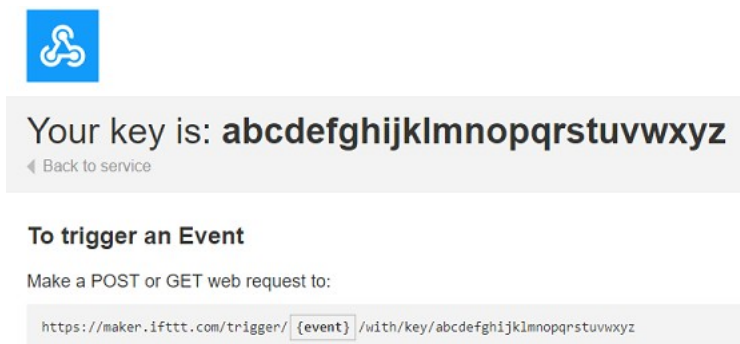 Your key is: abcdefghijklmnopqrstuvwxyz
Back to service
To trigger an Event
Make a POST or GET web request to:
https://maker.ifttt.com/trigger/ {event} /with/key/abcdefghijklmnopqrstuvwxyz